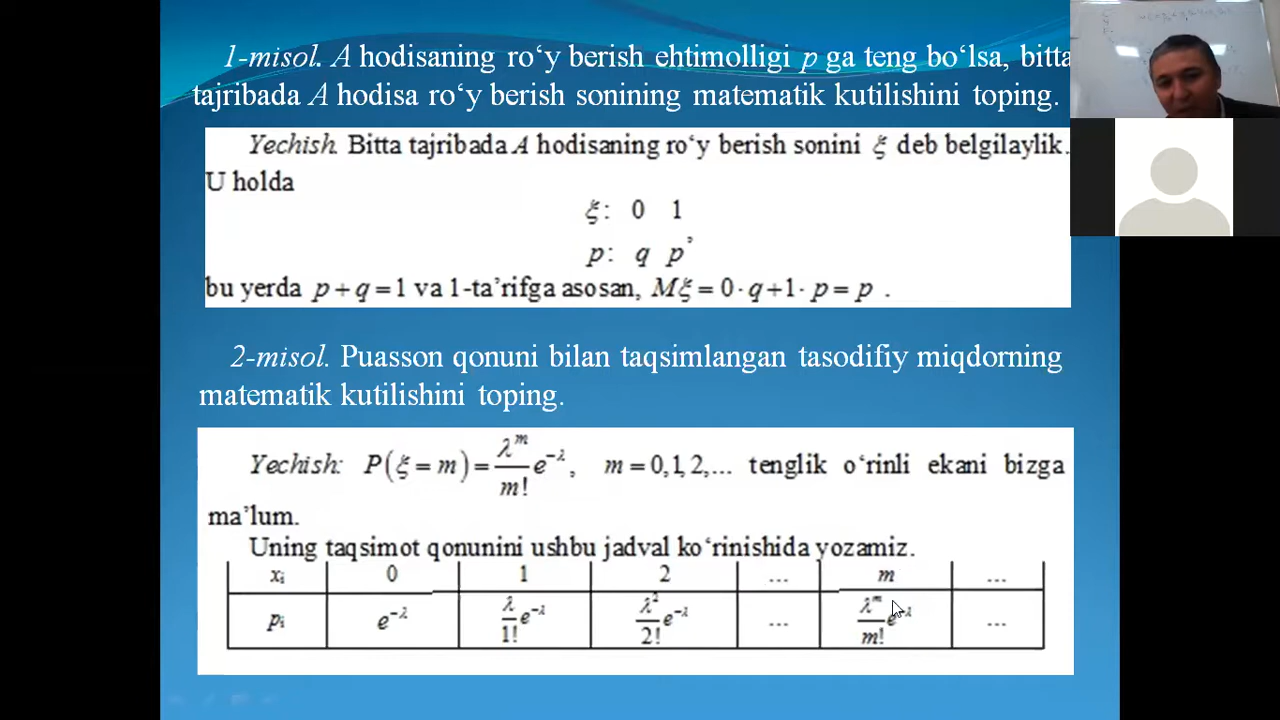 1-misol. A hodisaning ro‘y berish ehtimolligi p ga teng bo‘lsa, bitta
tajribada A hodisa ro‘y berish sonining matematik kutilishini toping.
Yechish. Bitta tajribada A hodisaning ro‘y berish sonini ξ deb belgilaylik.
U holda
ξ: 0 1
p: q p ,
bu yerda p+q=1 va 1-ta’rifga asosan, Mξ=0·q+1·p=p .
2-misol. Puasson qonuni bilan taqsimlangan tasodifiy miqdorning
matematik kutilishini toping.
Yechish: P(ξ=m)=λ^m/m! e^{-λ}, m=0,1,2,... tenglik o‘rinli ekani bizga
ma’lum.
Uning taqsimot qonunini ushbu jadval ko‘rinishida yozamiz.
x_i 0 1 2 ... m ...
p_i e^{-λ} λ/1! e^{-λ} λ^2/2! e^{-λ} ... λ^m/m! e^{-λ} ...